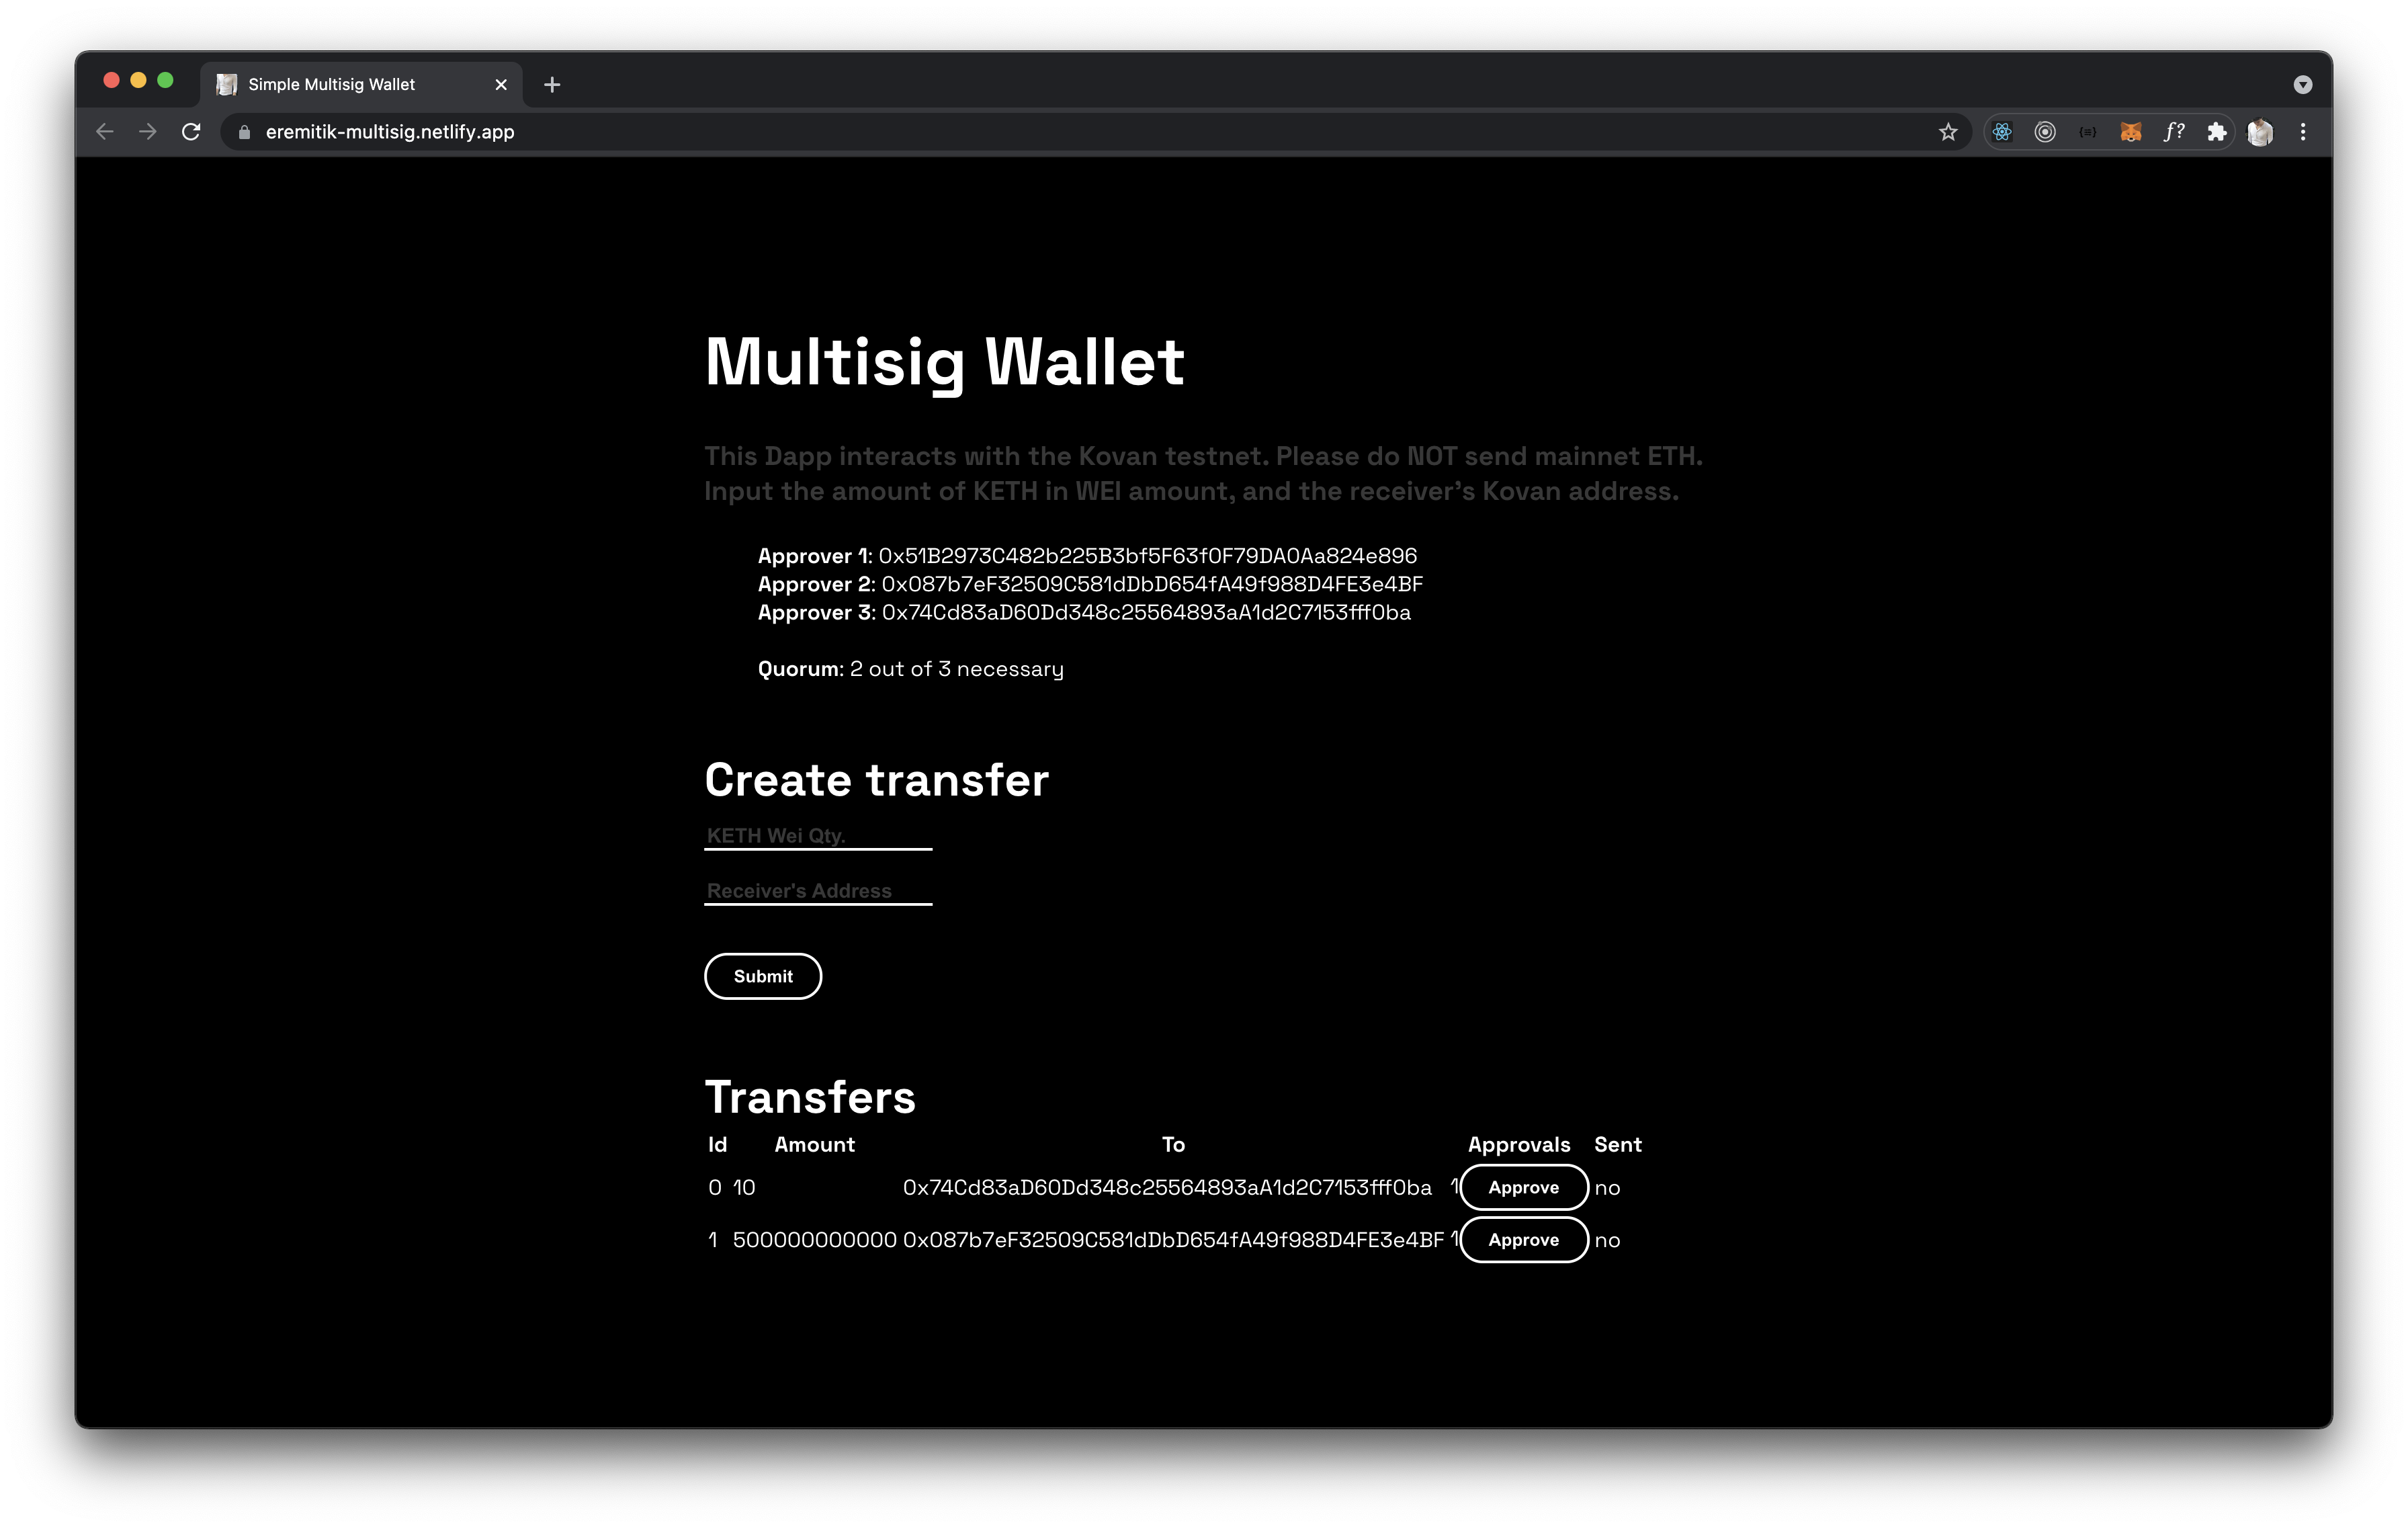 Simple Multisig Wallet
eremitik-multisig.netlify.app
f?
Multisig Wallet
This Dapp interacts with the Kovan testnet. Please do NOT send mainnet ETH.
Input the amount of KETH in WEI amount, and the receiver's Kovan address.
Approver 1: 0x51B2973C482b225B3bf5F63f0F79DA0Aa824e896
Approver 2: 0x087b7eF32509C581dDbD654fA49f988D4FE3e4BF
Approver 3: 0x74Cd83aD60Dd348c25564893aA1d2C7153fff0ba
Quorum: 2 out of 3 necessary
Create transfer
KETH Wei Qty.
Receiver's Address
Submit
Transfers
Id Amount To Approvals Sent
0 10 0x74Cd83aD60Dd348c25564893aA1d2C7153fff0ba 1 Approve no
1 500000000000 0x087b7eF32509C581dDbD654fA49f988D4FE3e4BF 1 Approve no